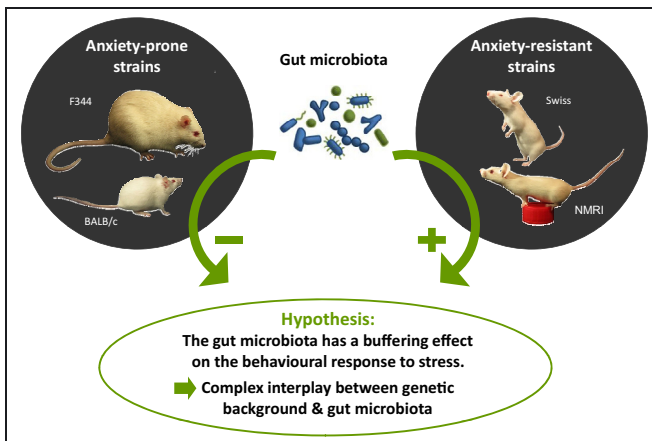 Anxiety-prone
strains
F344
BALB/c
Gut microbiota
Anxiety-resistant
strains
Swiss
NMRI
−
+
Hypothesis:
The gut microbiota has a buffering effect
on the behavioural response to stress.
Complex interplay between genetic
background & gut microbiota